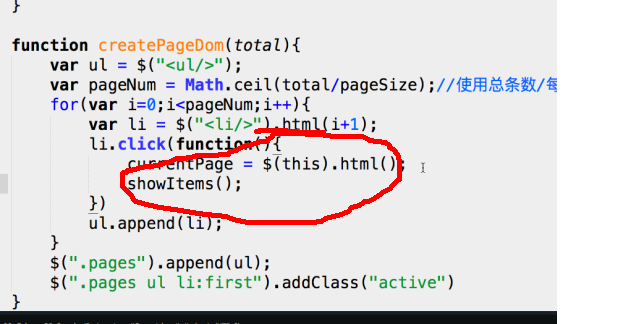 }
function createPageDom(total){
var ul = $("<ul/>");
var pageNum = Math.ceil(total/pageSize);//使用总条数/每
for(var i=0;i<pageNum;i++){
var li = $("<li/>").html(i+1);
li.click(function(){
currentPage = $(this).html();
showItems();
})
ul.append(li);
}
$(".pages").append(ul);
$(".pages ul li:first").addClass("active")
}